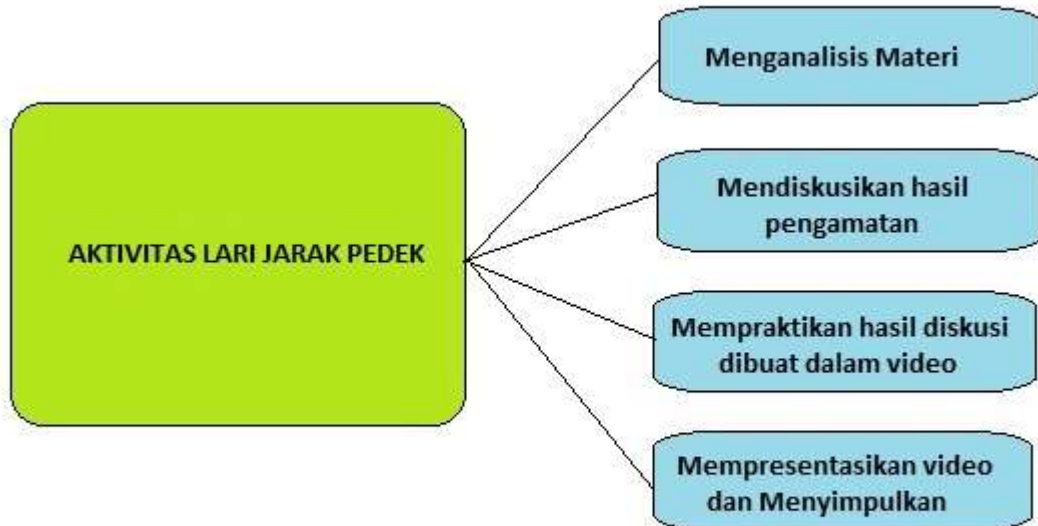 AKTIVITAS LARI JARAK PEDEK
Menganalisis Materi
Mendiskusikan hasil
pengamatan
Mempraktikan hasil diskusi
dibuat dalam video
Mempresentasikan video
dan Menyimpulkan